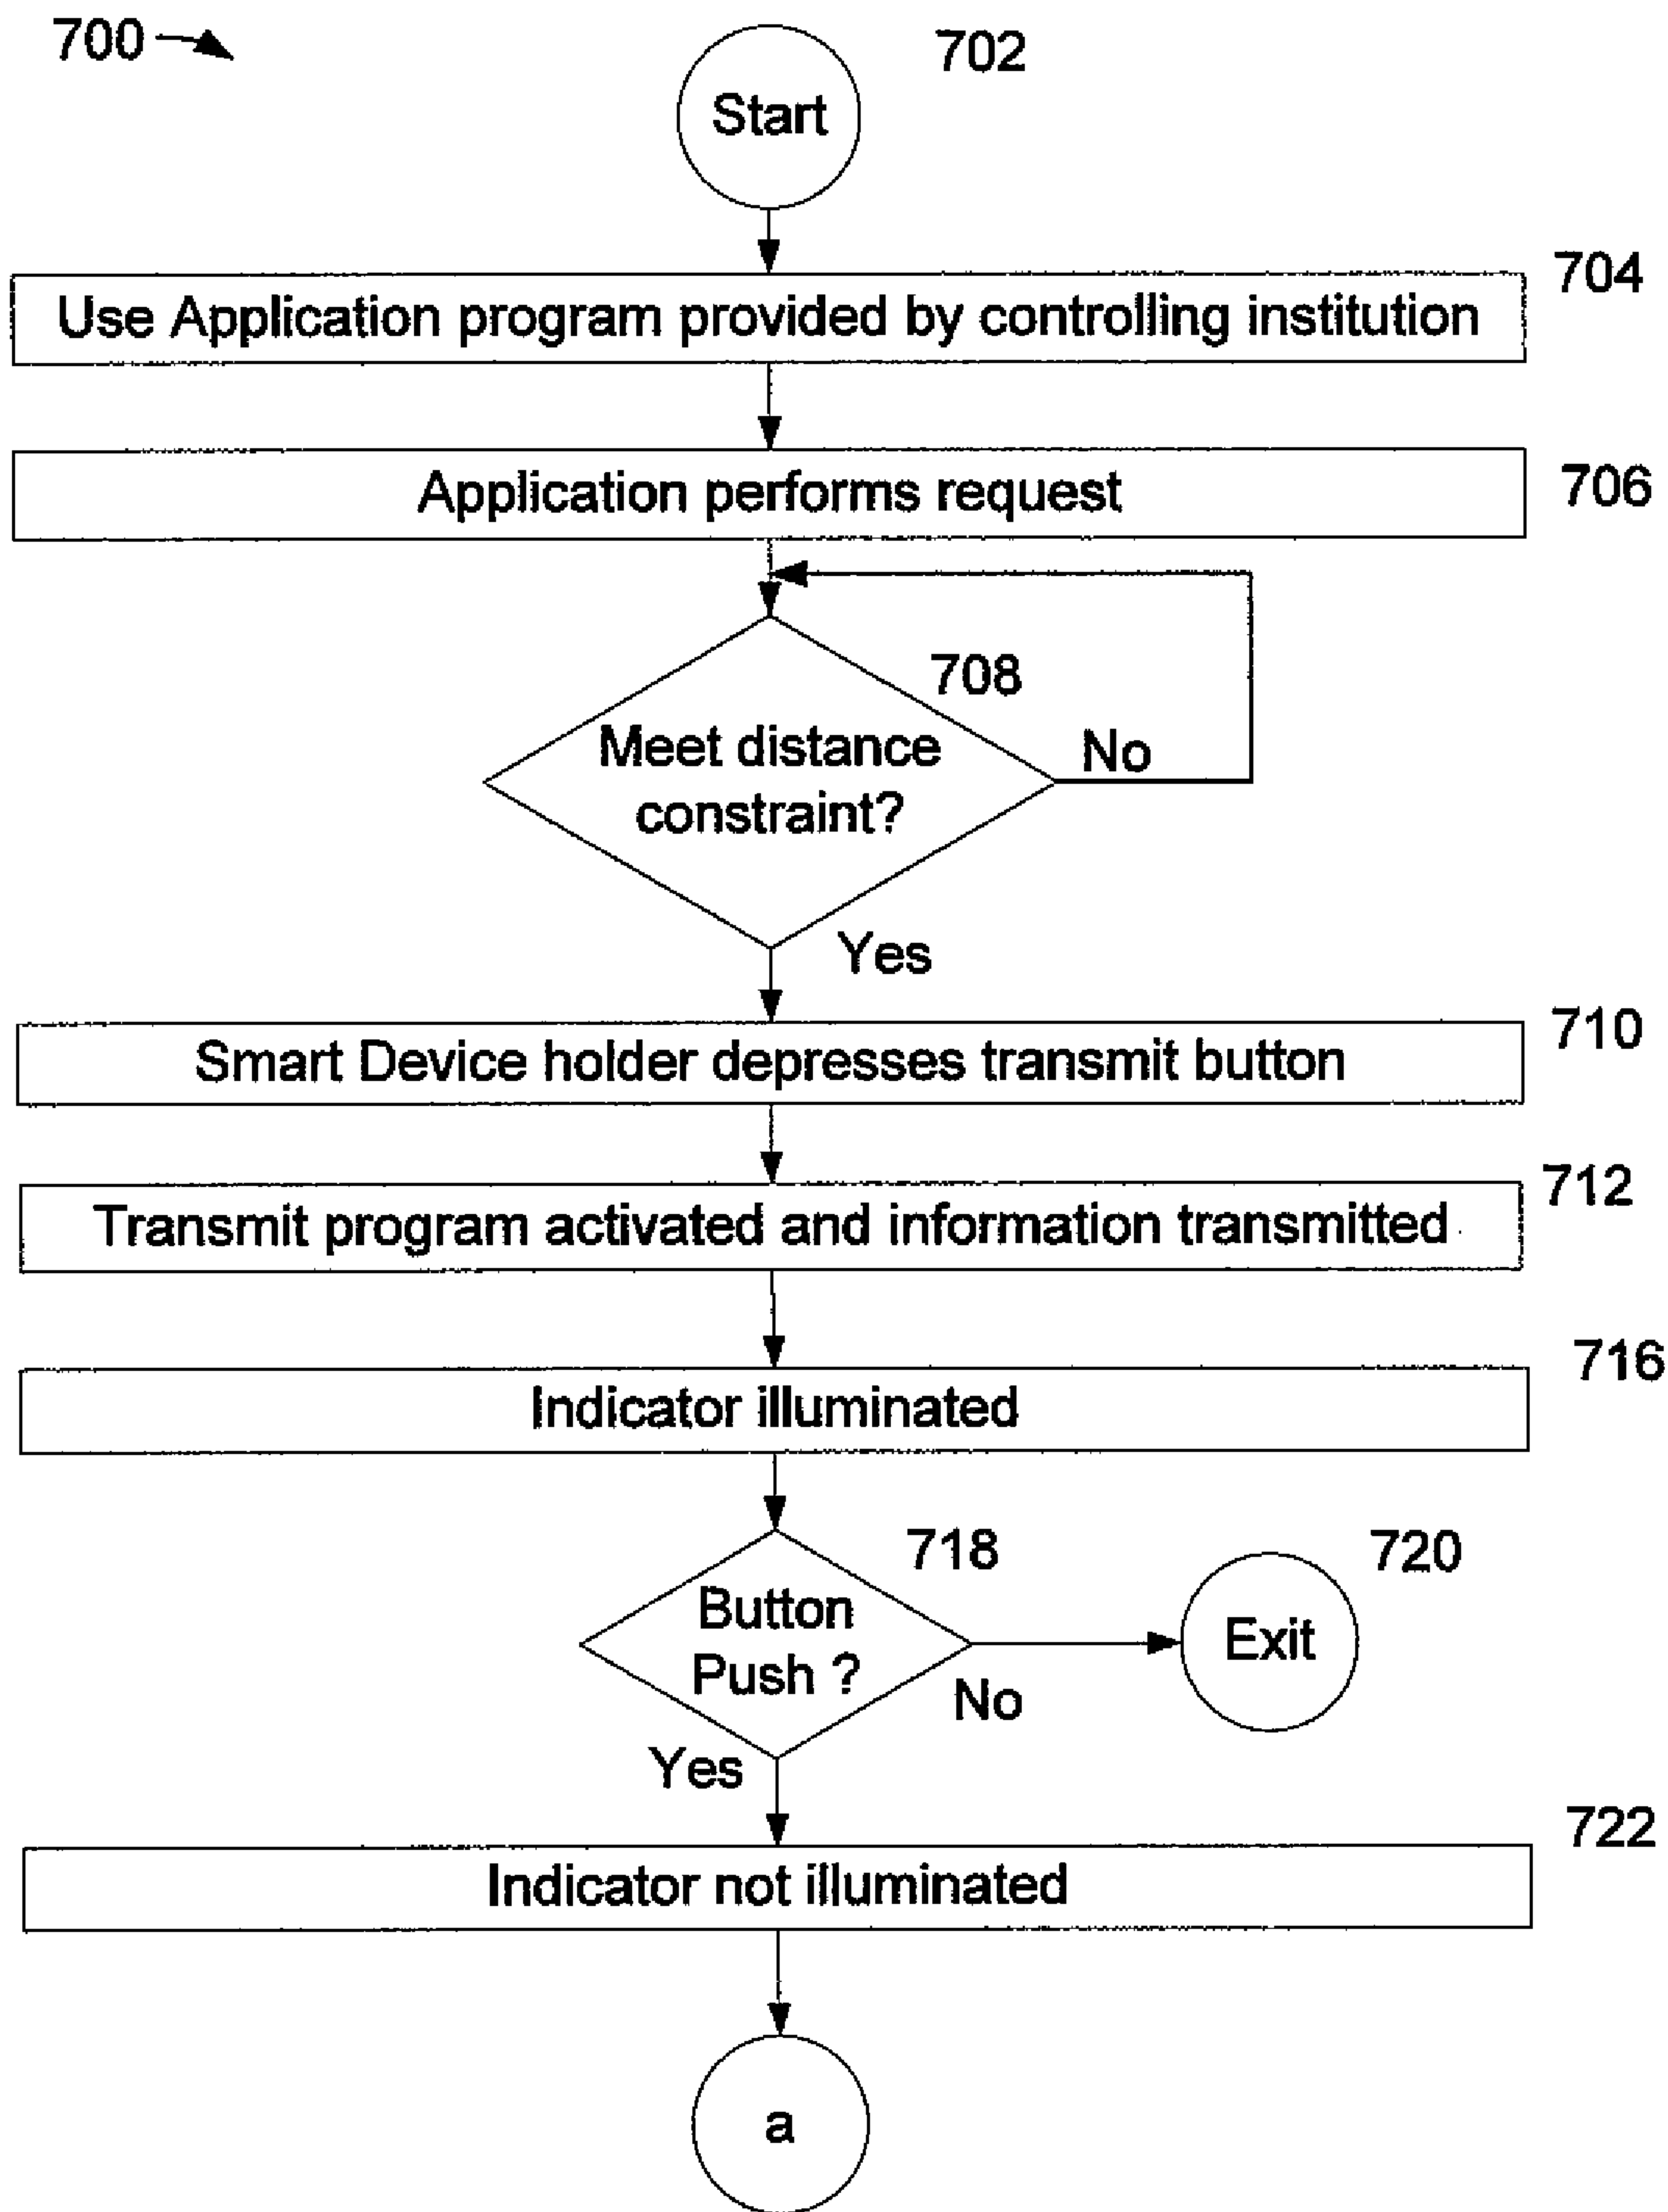 700
702
Start
704
Use Application program provided by controlling institution
Application performs request
706
708
Meet distance
constraint?
No
Yes
710
Smart Device holder depresses transmit button
712
Transmit program activated and information transmitted
716
Indicator illuminated
718
720
Button
Push ?
Exit
No
Yes
722
Indicator not illuminated
a